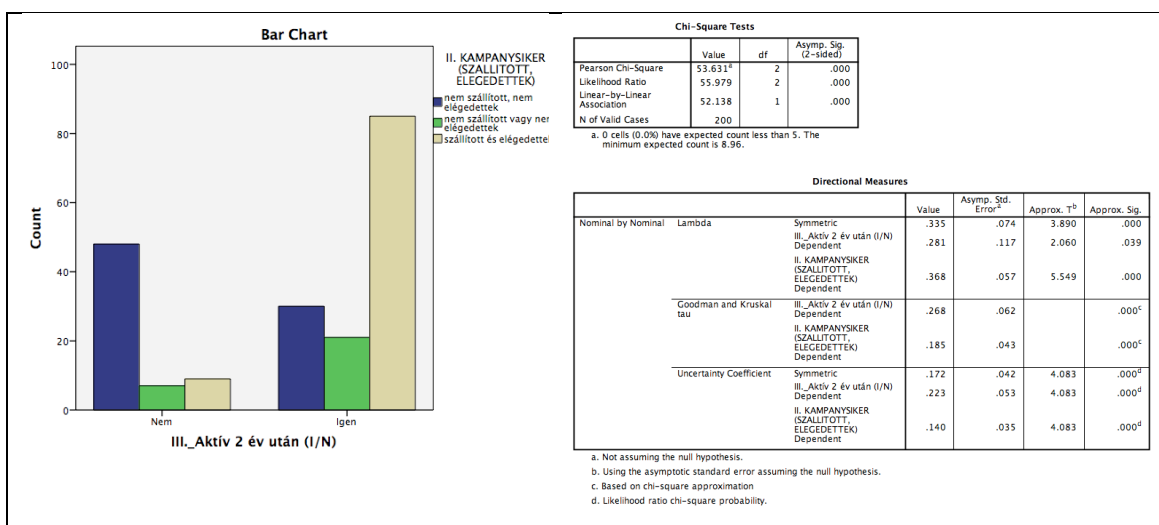 Bar Chart
II. KAMPANYSIKER
(SZALLITOTT,
ELEGEDETTEK)
nem szállított, nem
elégedettek
nem szállított vagy nem
elégedettek
szállított és elégedettek
100
80
60
40
20
0
Count
Nem Igen
III._Aktív 2 év után (I/N)
Chi-Square Tests
Value df Asymp. Sig. (2-sided)
Pearson Chi-Square 53.631a 2 .000
Likelihood Ratio 55.979 2 .000
Linear-by-Linear Association 52.138 1 .000
N of Valid Cases 200
a. 0 cells (0.0%) have expected count less than 5. The
minimum expected count is 8.96.
Directional Measures
Value Asymp. Std. Errora Approx. Tb Approx. Sig.
Nominal by Nominal Lambda Symmetric .335 .074 3.890 .000
III._Aktív 2 év után (I/N) Dependent .281 .117 2.060 .039
II. KAMPANYSIKER (SZALLITOTT, ELEGEDETTEK) Dependent .368 .057 5.549 .000
Goodman and Kruskal tau III._Aktív 2 év után (I/N) Dependent .268 .062 .000c
II. KAMPANYSIKER (SZALLITOTT, ELEGEDETTEK) Dependent .185 .043 .000c
Uncertainty Coefficient Symmetric .172 .042 4.083 .000d
III._Aktív 2 év után (I/N) Dependent .223 .053 4.083 .000d
II. KAMPANYSIKER (SZALLITOTT, ELEGEDETTEK) Dependent .140 .035 4.083 .000d
a. Not assuming the null hypothesis.
b. Using the asymptotic standard error assuming the null hypothesis.
c. Based on chi-square approximation
d. Likelihood ratio chi-square probability.